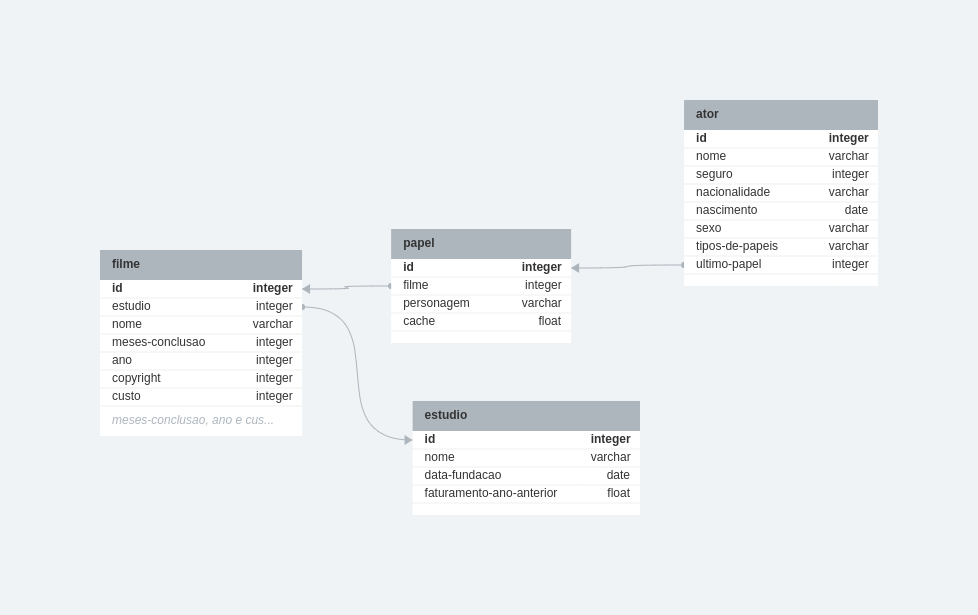 ator
id integer
nome varchar
seguro integer
nacionalidade varchar
nascimento date
sexo varchar
tipos-de-papeis varchar
ultimo-papel integer
papel
id integer
filme integer
personagem varchar
cache float
filme
id integer
estudio integer
nome varchar
meses-conclusao integer
ano integer
copyright integer
custo integer
meses-conclusao, ano e cus...
estudio
id integer
nome varchar
data-fundacao date
faturamento-ano-anterior float